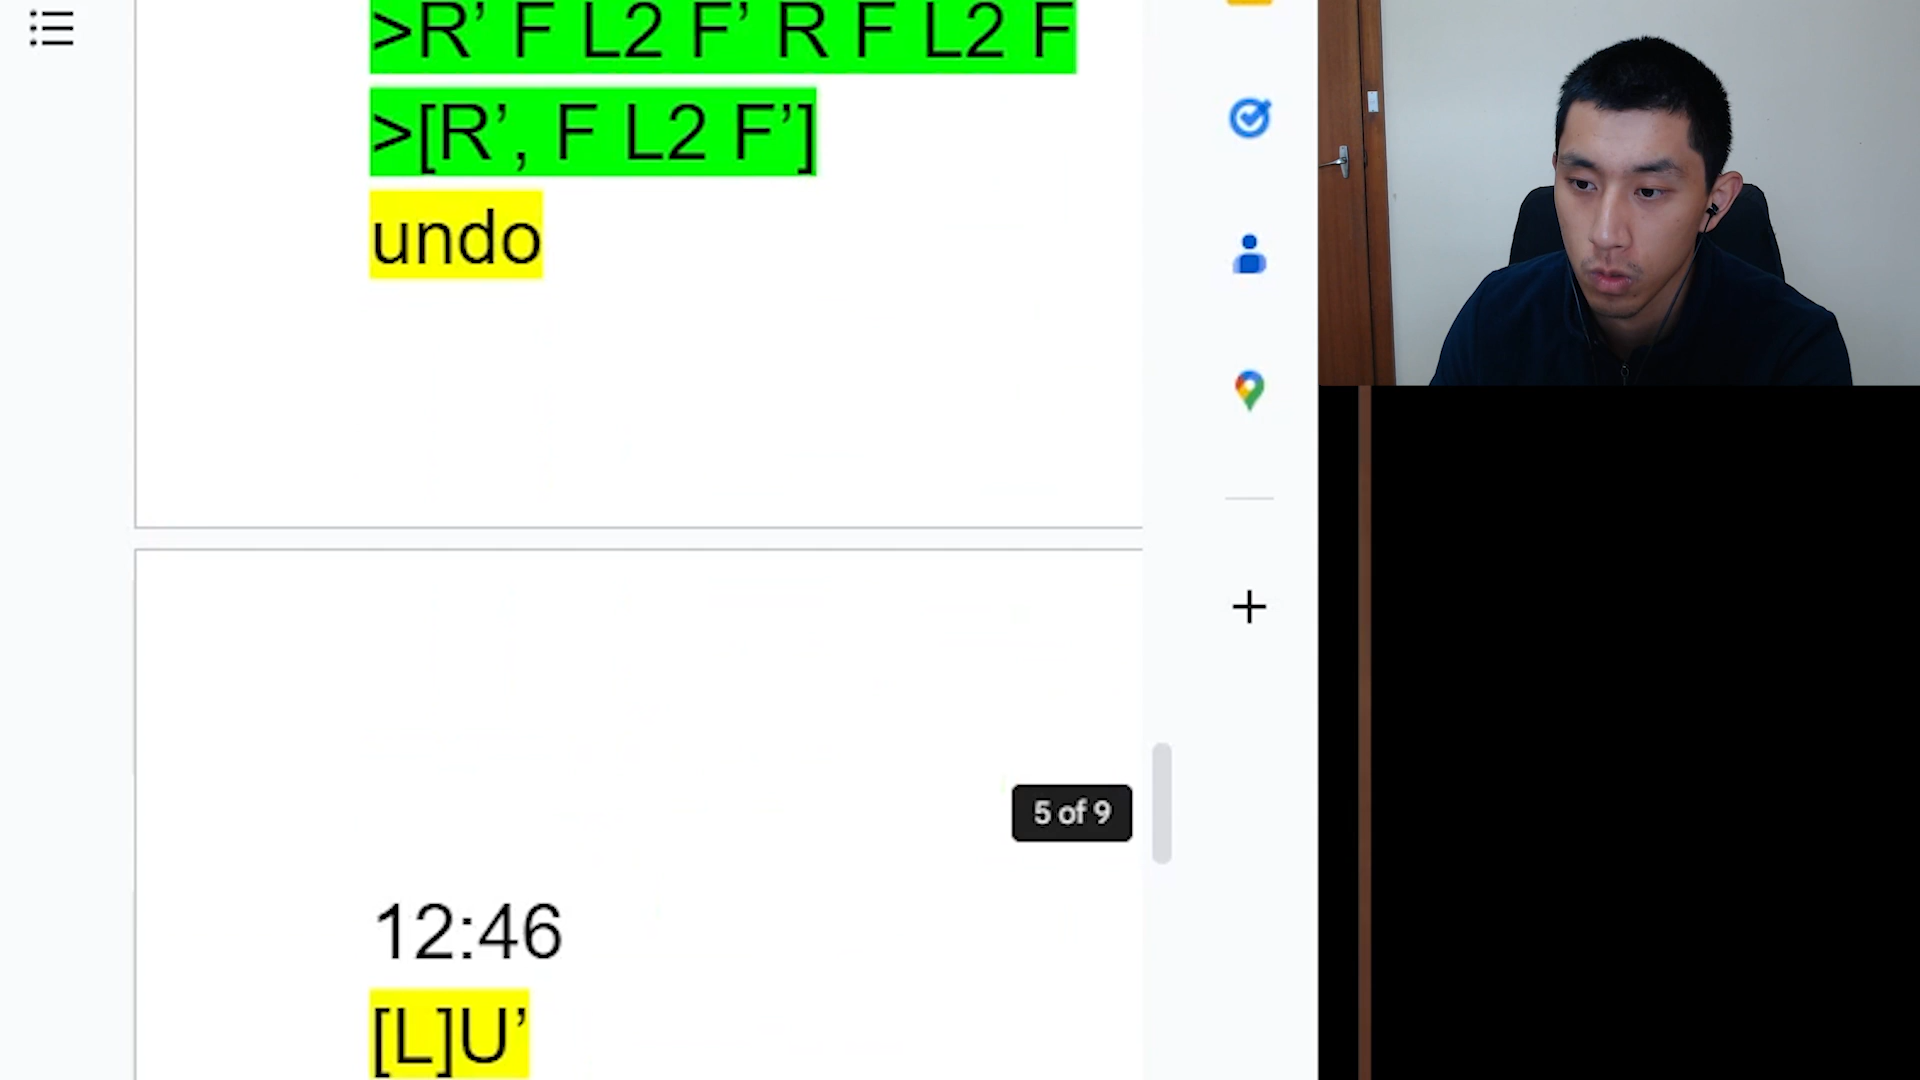 >R’ F L2 F’ R F L2 F
>[R’, F L2 F’]
undo
5 of 9
12:46
[L]U’